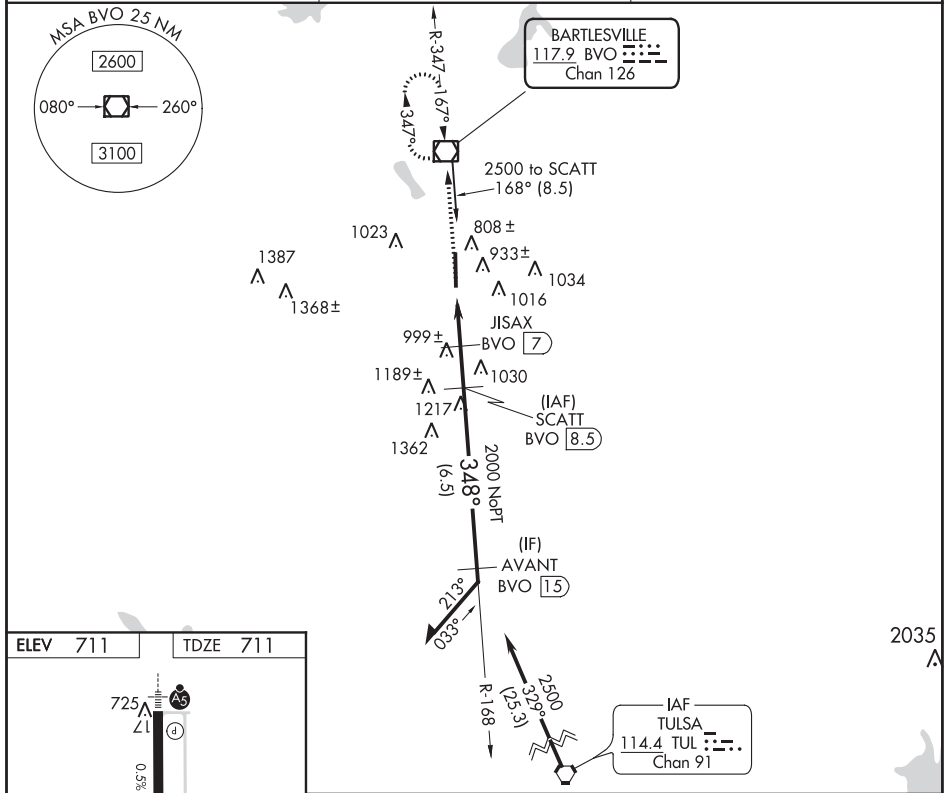 MSA BVO 25 NM
2600
080°
260°
3100
R-347
167°
347°
BARTLESVILLE
117.9 BVO
Chan 126
2500 to SCATT
168° (8.5)
1023
808 ±
933±
1034
1016
1387
1368±
JISAX
BVO 7
999±
1030
1189±
1217
(IAF)
SCATT
BVO 8.5
1362
2000 NoPT
348°
(6.5)
(IF)
AVANT
BVO 15
213°
033°
R-168
2500
329°
(25.3)
IAF
TULSA
114.4 TUL
Chan 91
2035
ELEV 711
TDZE 711
725
A5
17
P
0.5%